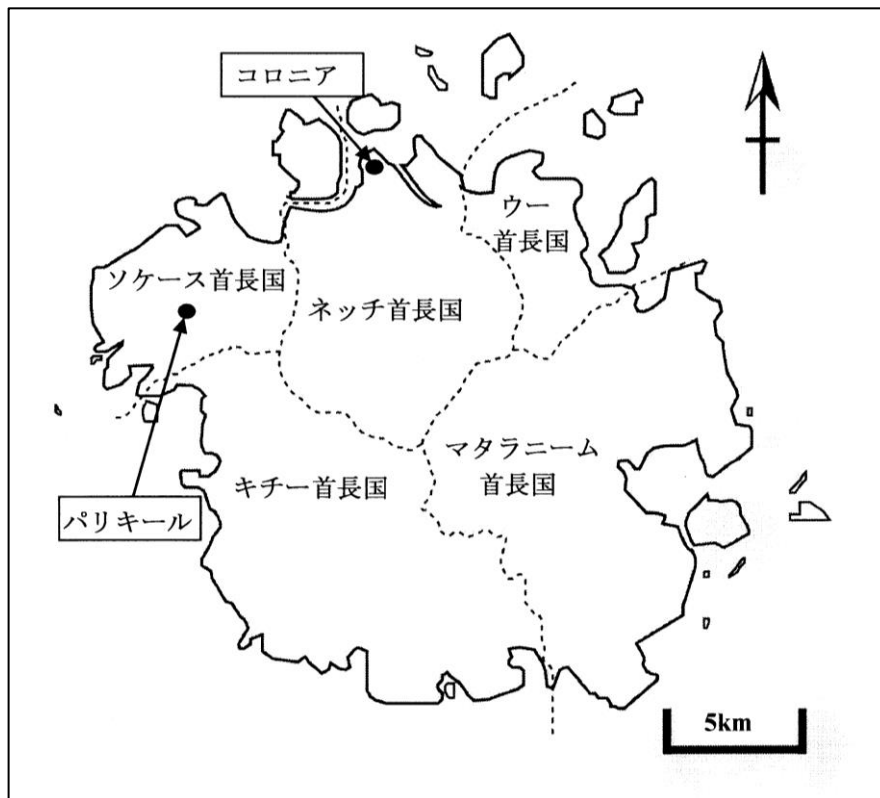 コロニア
ウー
首長国
ソケース首長国
ネッチ首長国
マタラニーム
首長国
キチー首長国
パリキール
5km